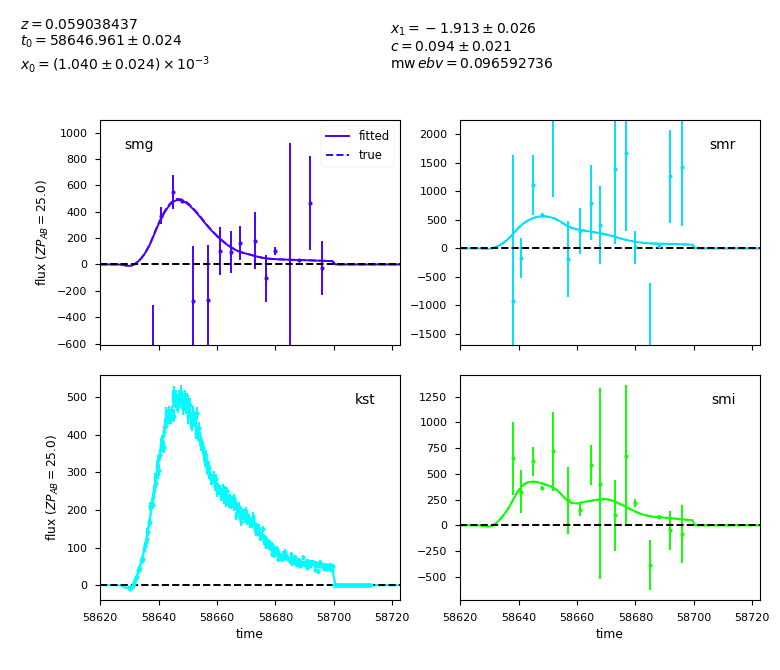 z = 0.059038437
t₀ = 58646.961 ± 0.024
x₀ = (1.040 ± 0.024) × 10⁻³
x₁ = −1.913 ± 0.026
c = 0.094 ± 0.021
mw ebv = 0.096592736
smg
fitted
true
1000
800
600
400
200
0
−200
−400
−600
flux (ZP_AB = 25.0)
smr
2000
1500
1000
500
0
−500
−1000
−1500
kst
500
400
300
200
100
0
flux (ZP_AB = 25.0)
58620 58640 58660 58680 58700 58720
time
smi
1250
1000
750
500
250
0
−250
−500
58620 58640 58660 58680 58700 58720
time